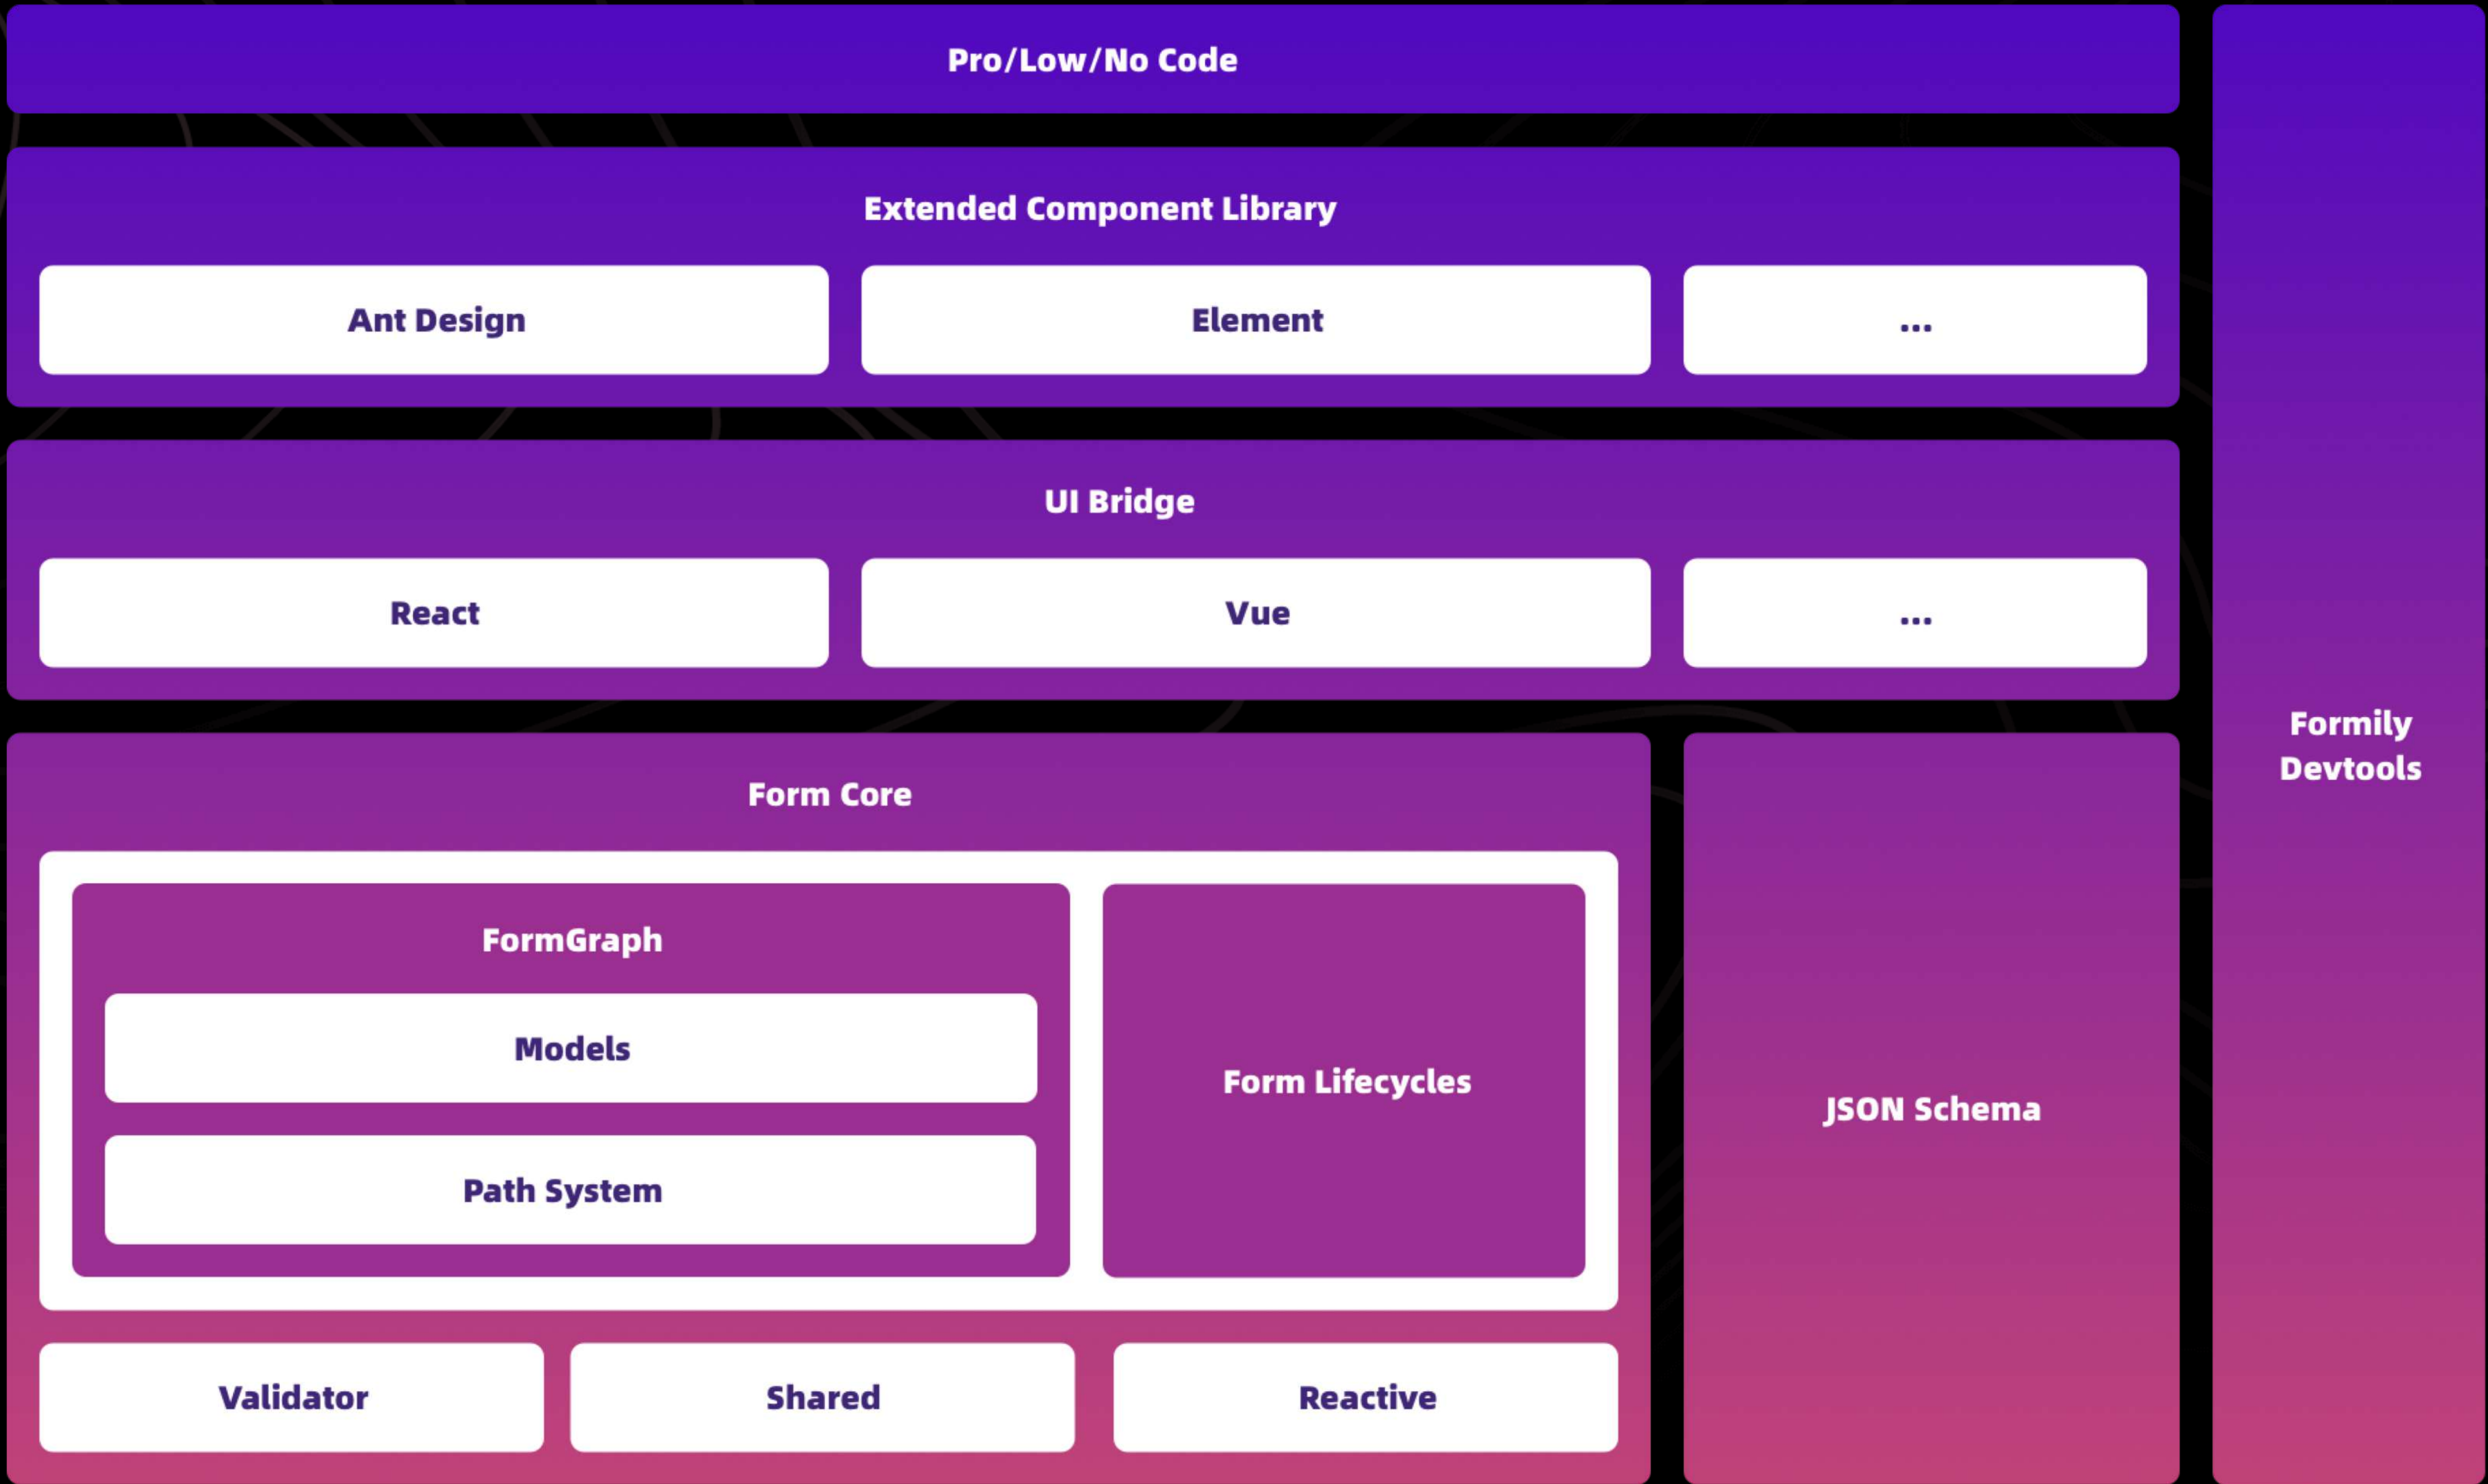 Pro/Low/No Code
Extended Component Library
Ant Design
Element
...
UI Bridge
React
Vue
...
Form Core
FormGraph
Models
Path System
Form Lifecycles
Validator
Shared
Reactive
JSON Schema
Formily
Devtools